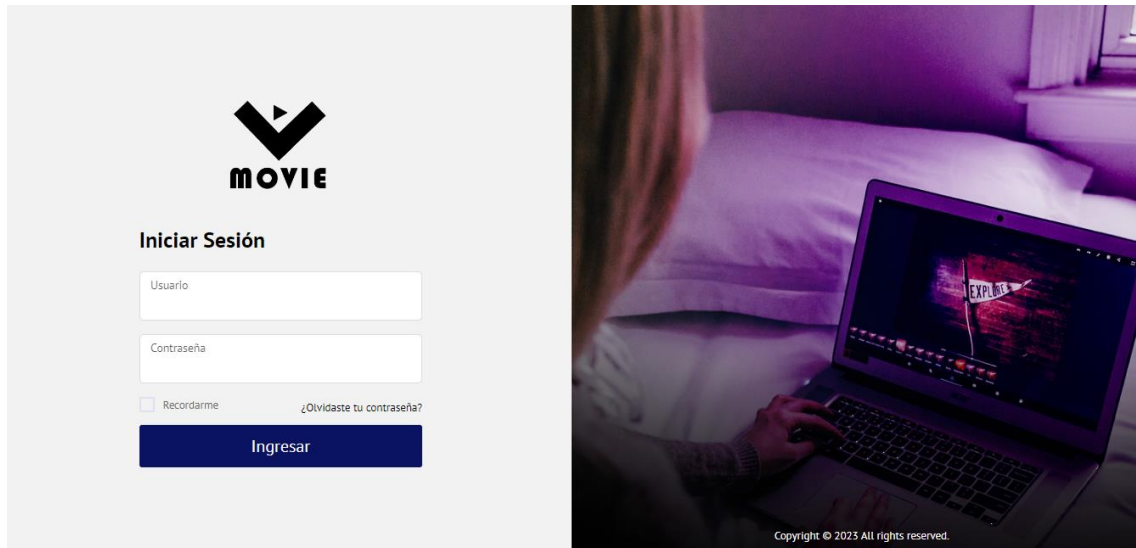 MOVIE
Iniciar Sesión
Usuario
Contraseña
Recordarme
¿Olvidaste tu contraseña?
Ingresar
EXPLORE
Copyright © 2023 All rights reserved.